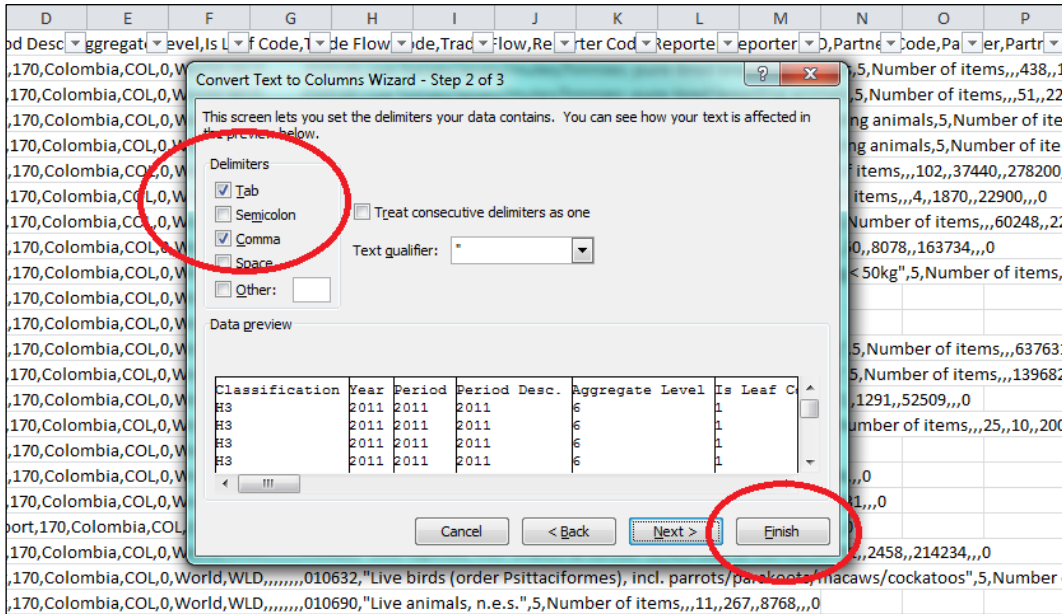 D E F G H I J K L M N O P
od Desc ggregat evel,Is L f Code,T de Flow de,Trad Flow,Re rter Cod Reporte eporter D,Partne Code,Pa er,Partr
,170,Colombia,COL,0,W ,5,Number of items,,,438,,1
Convert Text to Columns Wizard - Step 2 of 3
,170,Colombia,COL,0,W ,5,Number of items,,,51,,22
This screen lets you set the delimiters your data contains. You can see how your text is affected in
,170,Colombia,COL,0,W ng animals,5,Number of ite
the preview below.
,170,Colombia,COL,0,W ng animals,5,Number of ite
Delimiters
,170,Colombia,COL,0,W f items,,,102,,37440,,278200,
Tab
,170,Colombia,COL,0,W items,,,4,,1870,,22900,,,0
Semicolon Treat consecutive delimiters as one
,170,Colombia,COL,0,W Number of items,,,60248,,22
Comma
Text qualifier: "
,170,Colombia,COL,0,W 50,,8078,,163734,,,0
Space
,170,Colombia,COL,0,W < 50kg",5,Number of items,
Other:
,170,Colombia,COL,0,W
Data preview
,170,Colombia,COL,0,W
,170,Colombia,COL,0,W ,5,Number of items,,,63763
,170,Colombia,COL,0,W 5,Number of items,,,139682
Classification Year Period Period Desc. Aggregate Level Is Leaf Co
,170,Colombia,COL,0,W ,1291,,52509,,,0
H3 2011 2011 2011 6 1
H3 2011 2011 2011 6 1
,170,Colombia,COL,0,W umber of items,,,25,,10,,200
H3 2011 2011 2011 6 1
,170,Colombia,COL,0,W
H3 2011 2011 2011 6 1
,170,Colombia,COL,0,W ,,0
,170,Colombia,COL,0,W 31,,,0
port,170,Colombia,COL,
Cancel < Back Next > Finish
,170,Colombia,COL,0,W ,,2458,,214234,,,0
,170,Colombia,COL,0,World,WLD,,,,,,,,010632,"Live birds (order Psittaciformes), incl. parrots/parakeets/macaws/cockatoos",5,Number
,170,Colombia,COL,0,World,WLD,,,,,,,,010690,"Live animals, n.e.s.",5,Number of items,,,11,,267,,8768,,,0